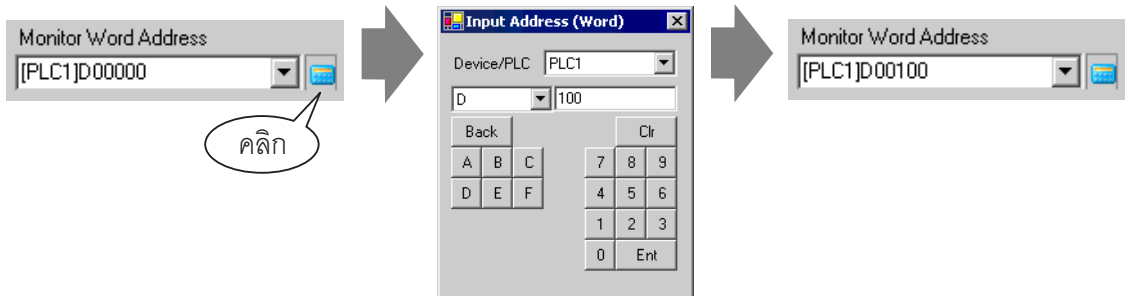 Monitor Word Address
[PLC1]D00000
คลิก
Input Address (Word)
Device/PLC PLC1
D 100
Back Clr
A B C 7 8 9
D E F 4 5 6
1 2 3
0 Ent
Monitor Word Address
[PLC1]D00100